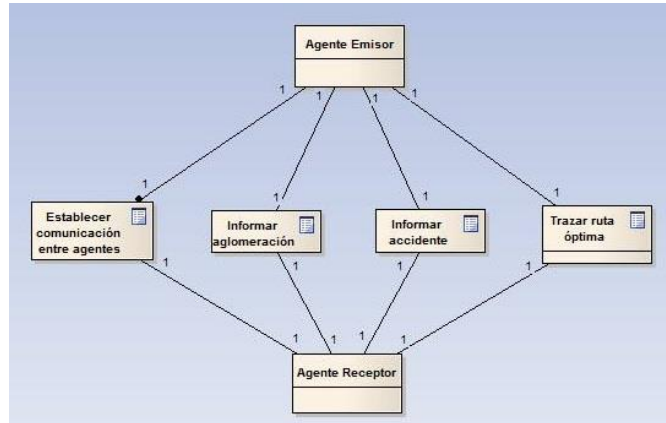 Agente Emisor
1
1
1
1
1
1
1
1
Establecer
comunicación
entre agentes
Informar
aglomeración
Informar
accidente
Trazar ruta
óptima
1
1
1
1
1
1
1
1
Agente Receptor